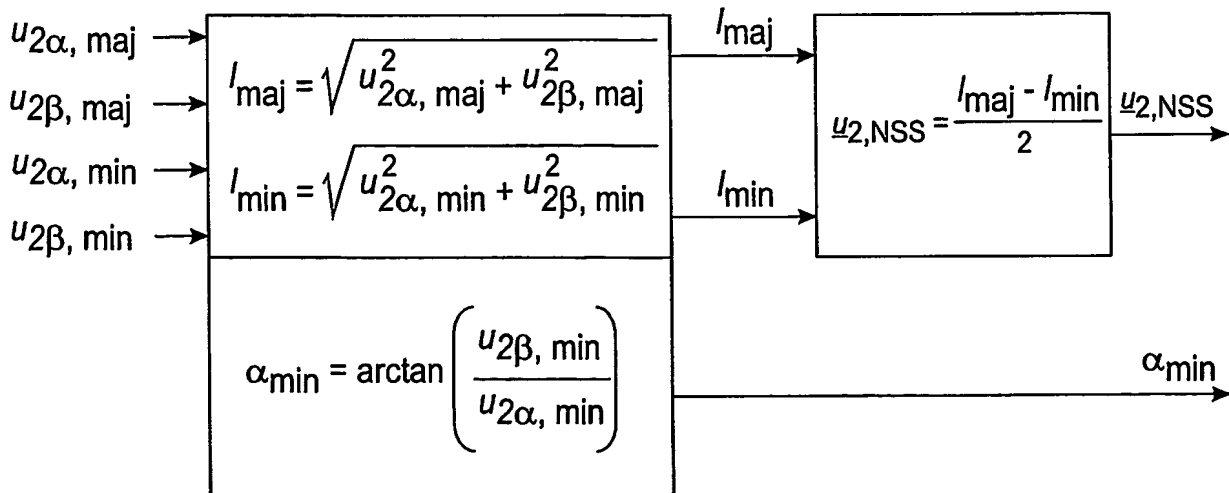 u2α, maj
u2β, maj
u2α, min
u2β, min
lmaj = √(u²2α, maj + u²2β, maj)
lmin = √(u²2α, min + u²2β, min)
αmin = arctan (u2β, min / u2α, min)
lmaj
lmin
u2,NSS = (lmaj - lmin) / 2
u2,NSS
αmin